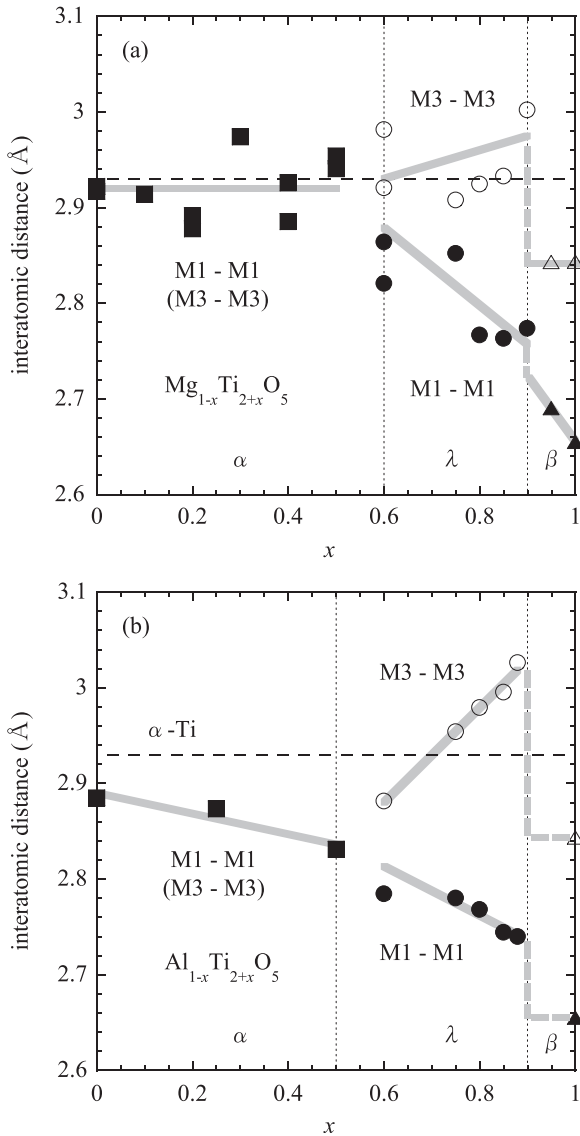 3.1
(a)
3
M3 - M3
2.9
M1 - M1
(M3 - M3)
2.8
Mg1-xTi2+xO5
M1 - M1
2.7
α
λ
β
2.6
0
0.2
0.4
0.6
0.8
1
x
interatomic distance (Å)
3.1
(b)
M3 - M3
3
α -Ti
2.9
M1 - M1
(M3 - M3)
2.8
Al1-xTi2+xO5
M1 - M1
2.7
α
λ
β
2.6
0
0.2
0.4
0.6
0.8
1
x
interatomic distance (Å)